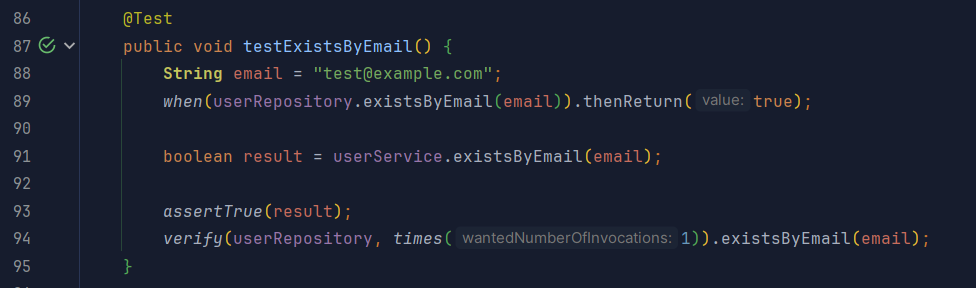 86 @Test
87 public void testExistsByEmail() {
88 String email = "test@example.com";
89 when(userRepository.existsByEmail(email)).thenReturn( value: true);
90
91 boolean result = userService.existsByEmail(email);
92
93 assertTrue(result);
94 verify(userRepository, times( wantedNumberOfInvocations: 1)).existsByEmail(email);
95 }